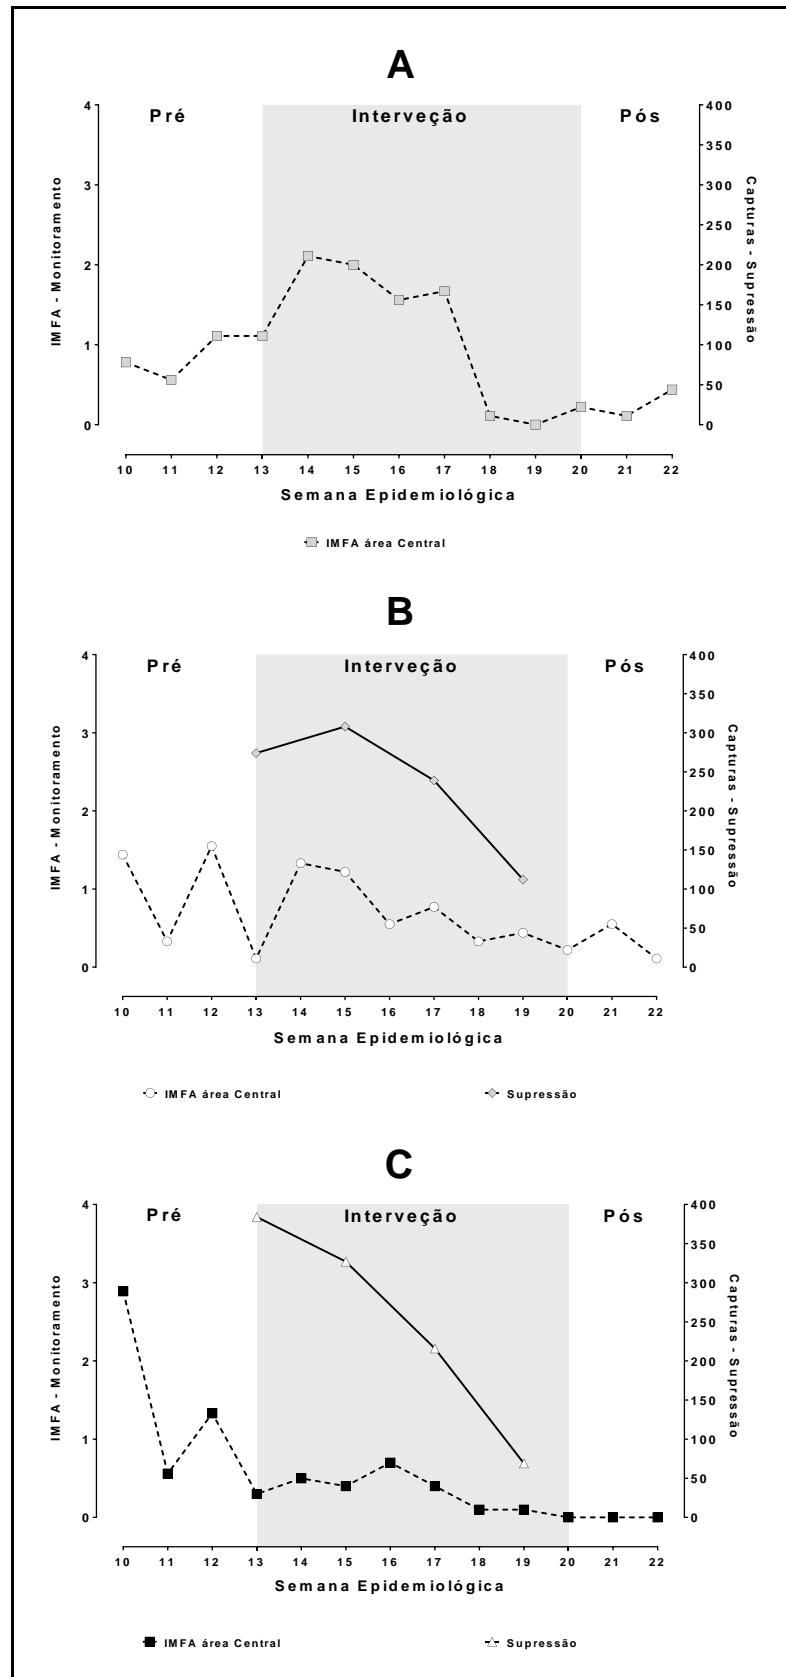 A
Pré Interveção Pós
IMFA - Monitoramento
4
3
2
1
0
400
350
300
250
200
150
100
50
0
Capturas - Supressão
10 11 12 13 14 15 16 17 18 19 20 21 22
Semana Epidemiológica
IMFA área Central
B
Pré Interveção Pós
IMFA - Monitoramento
4
3
2
1
0
400
350
300
250
200
150
100
50
0
Capturas - Supressão
10 11 12 13 14 15 16 17 18 19 20 21 22
Semana Epidemiológica
IMFA área Central Supressão
C
Pré Interveção Pós
IMFA - Monitoramento
4
3
2
1
0
400
350
300
250
200
150
100
50
0
Capturas - Supressão
10 11 12 13 14 15 16 17 18 19 20 21 22
Semana Epidemiológica
IMFA área Central Supressão